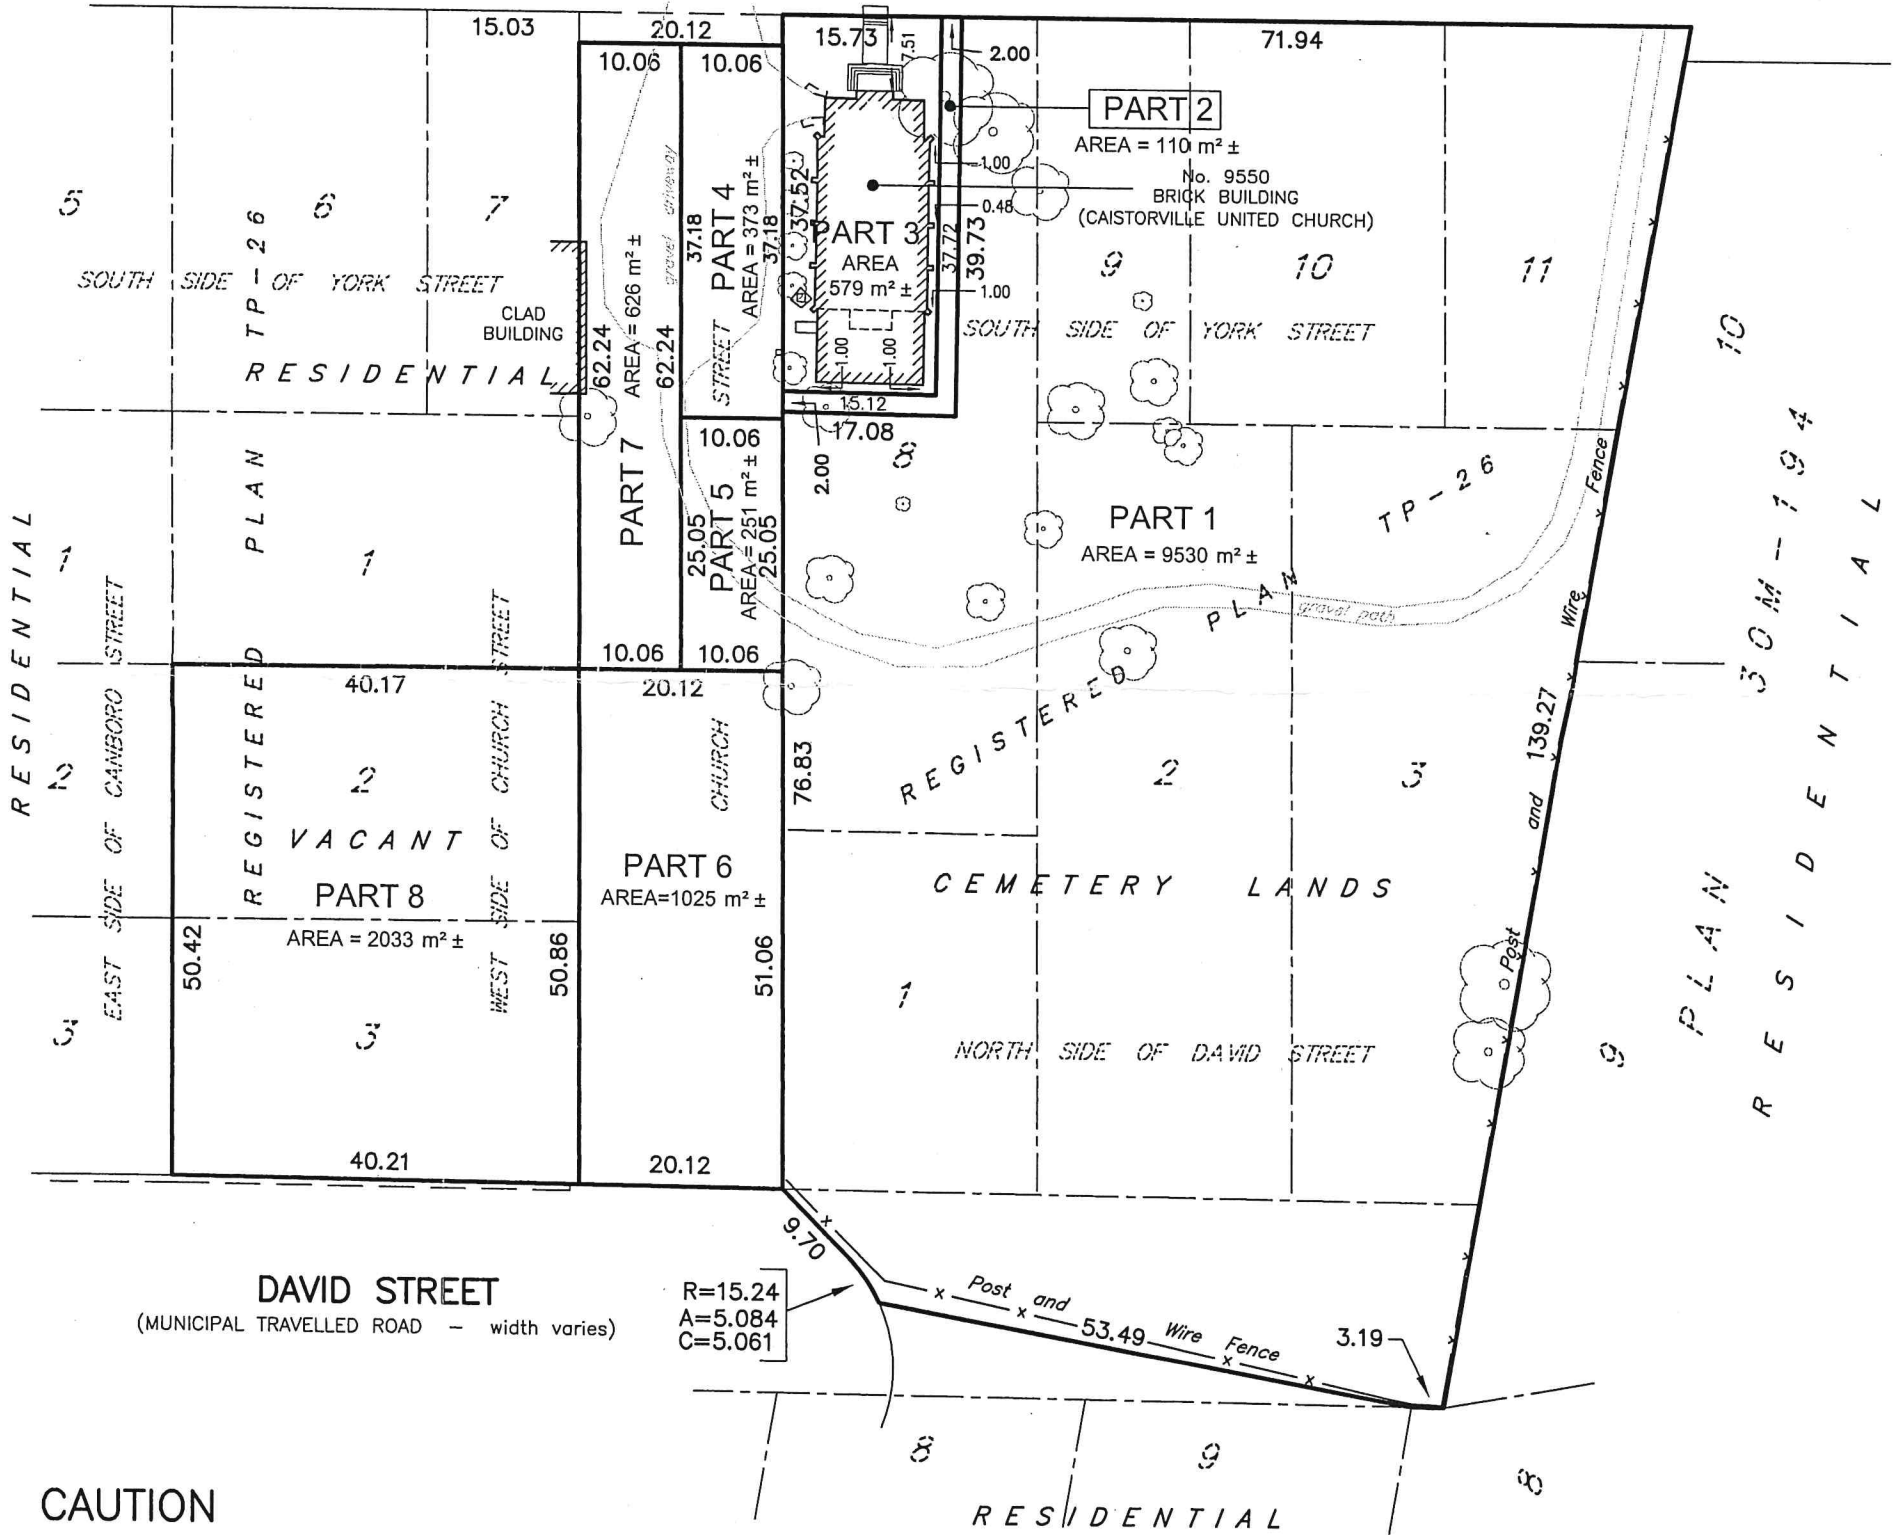 15.03
20.12
15.73
7.51
2.00
71.94
10.06
10.06
PART 2
AREA = 110 m² ±
1.00
No. 9550
BRICK BUILDING
(CAISTORVILLE UNITED CHURCH)
0.48
5
6
7
TP-26
SOUTH SIDE OF YORK STREET
CLAD
BUILDING
RESIDENTIAL
gravel driveway
62.24
AREA = 626 m² ±
62.24
PART 7
37.18
PART 4
AREA = 373 m² ±
37.18
STREET
37.52
PART 3
AREA
579 m² ±
37.72
39.73
1.00
1.00
1.00
15.12
17.08
2.00
9
10
11
SOUTH SIDE OF YORK STREET
8
10
30M-194
PLAN
RESIDENTIAL
10.06
25.05
PART 5
AREA = 251 m² ±
25.05
PART 1
AREA = 9530 m² ±
TP-26
Fence
Wire
and
Post
139.27
gravel path
REGISTERED PLAN
RESIDENTIAL
1
2
3
EAST SIDE OF CANBORO STREET
REGISTERED PLAN
1
WEST SIDE OF CHURCH STREET
10.06
10.06
40.17
20.12
2
VACANT
PART 8
AREA = 2033 m² ±
50.42
50.86
3
CHURCH
76.83
PART 6
AREA=1025 m² ±
51.06
2
3
CEMETERY LANDS
1
NORTH SIDE OF DAVID STREET
9
40.21
20.12
9.70
DAVID STREET
(MUNICIPAL TRAVELLED ROAD - width varies)
R=15.24
A=5.084
C=5.061
Post and
53.49
Wire Fence
3.19
8
9
8
RESIDENTIAL
CAUTION